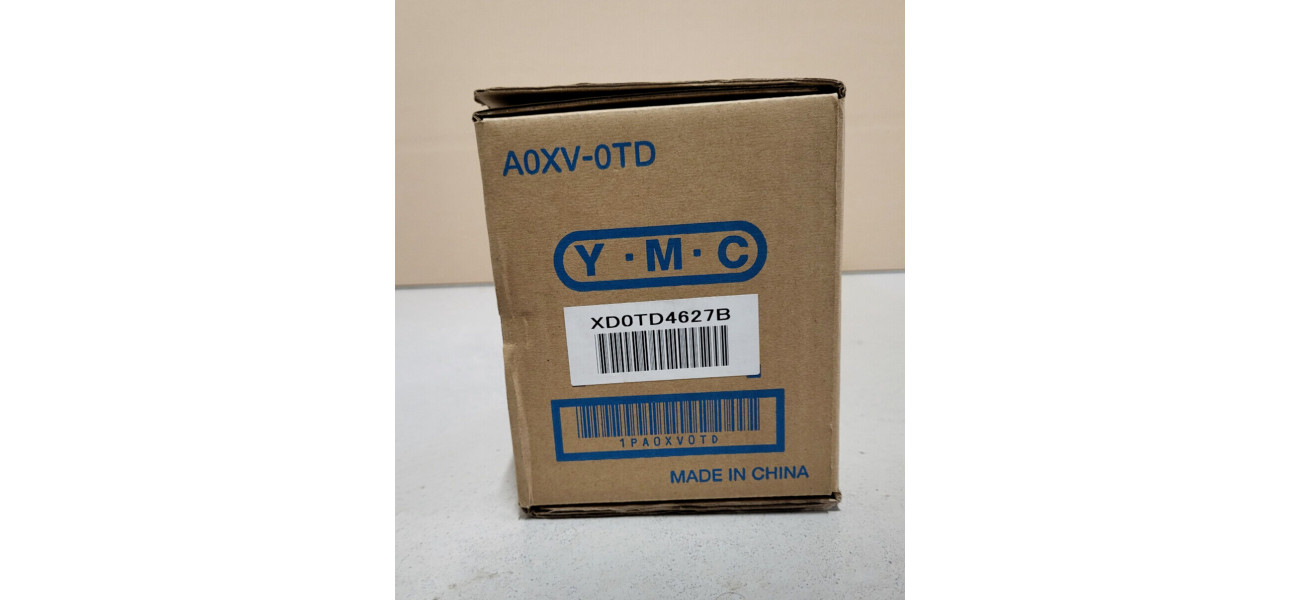 A0XV-0TD
Y·M·C
XD0TD4627B
1PA0XV0TD
MADE IN CHINA